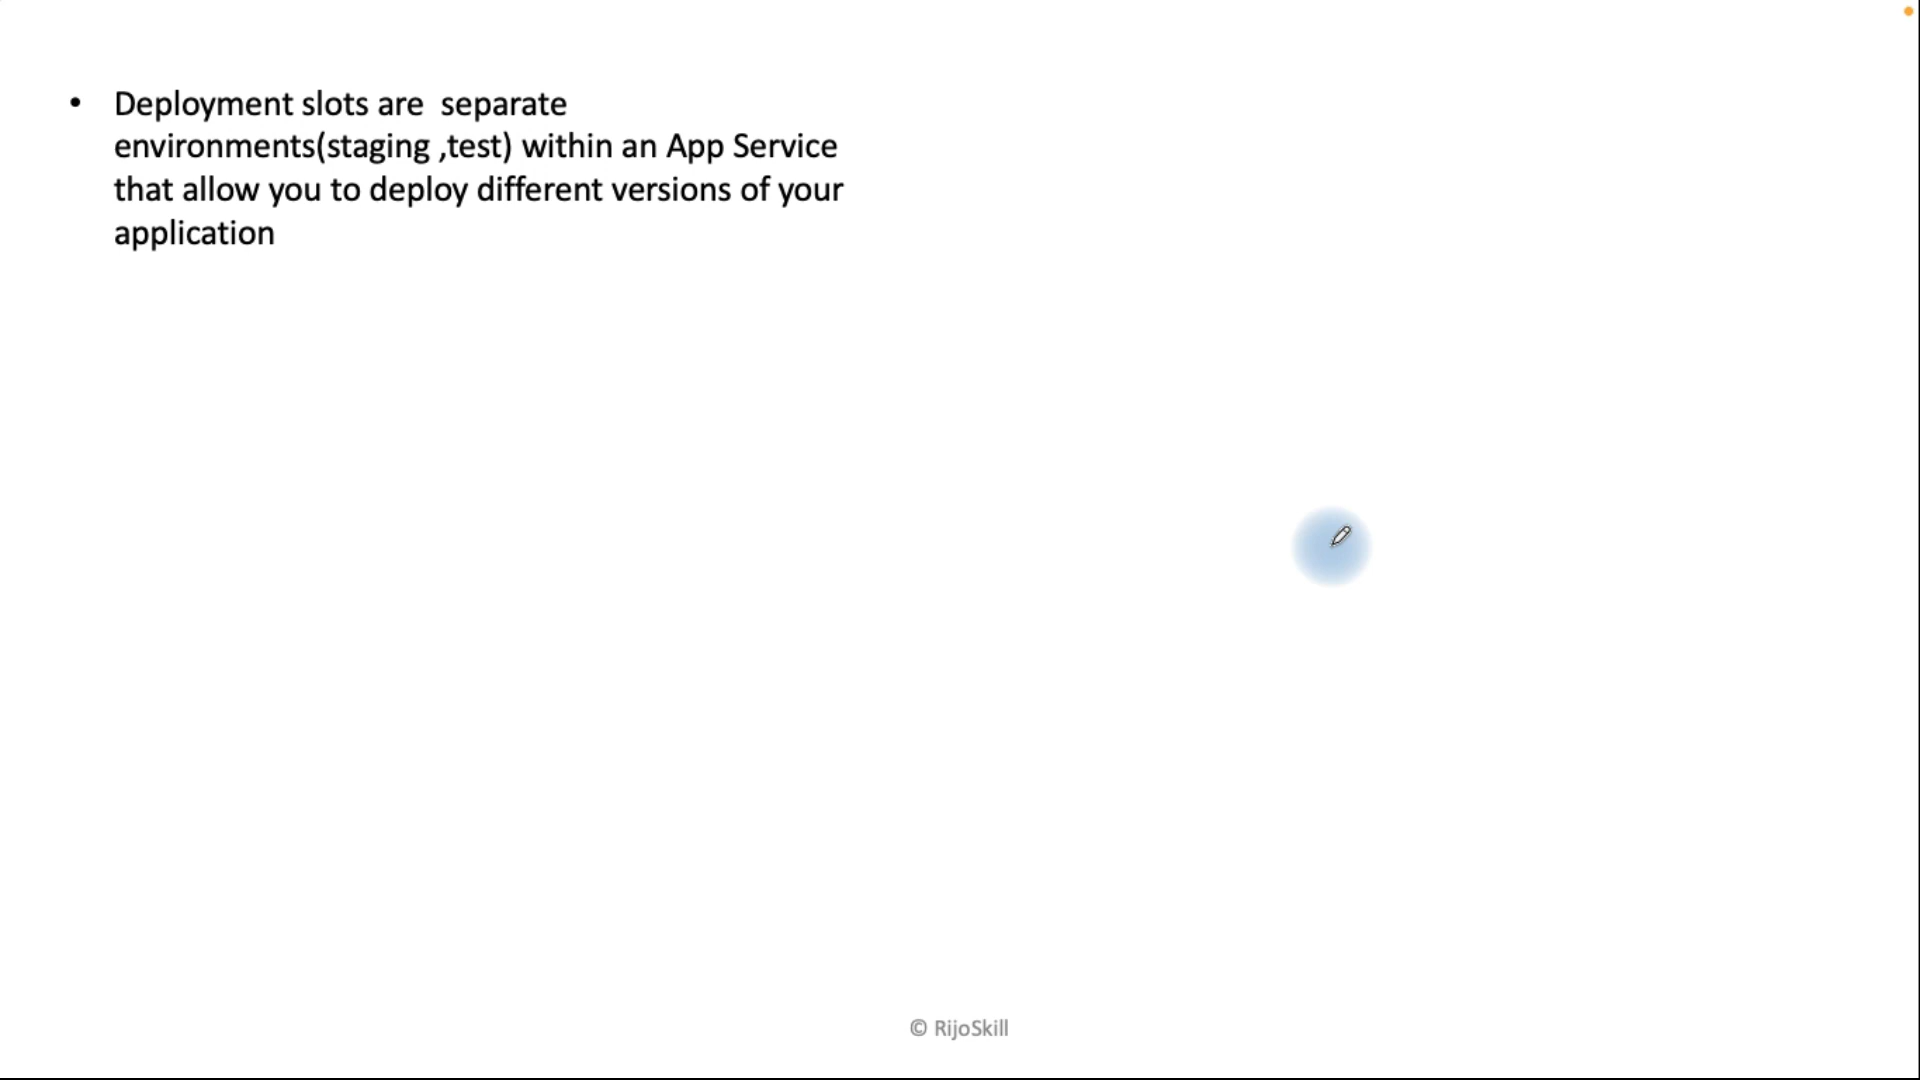 • Deployment slots are  separate
environments(staging ,test) within an App Service
that allow you to deploy different versions of your
application
© RijoSkill